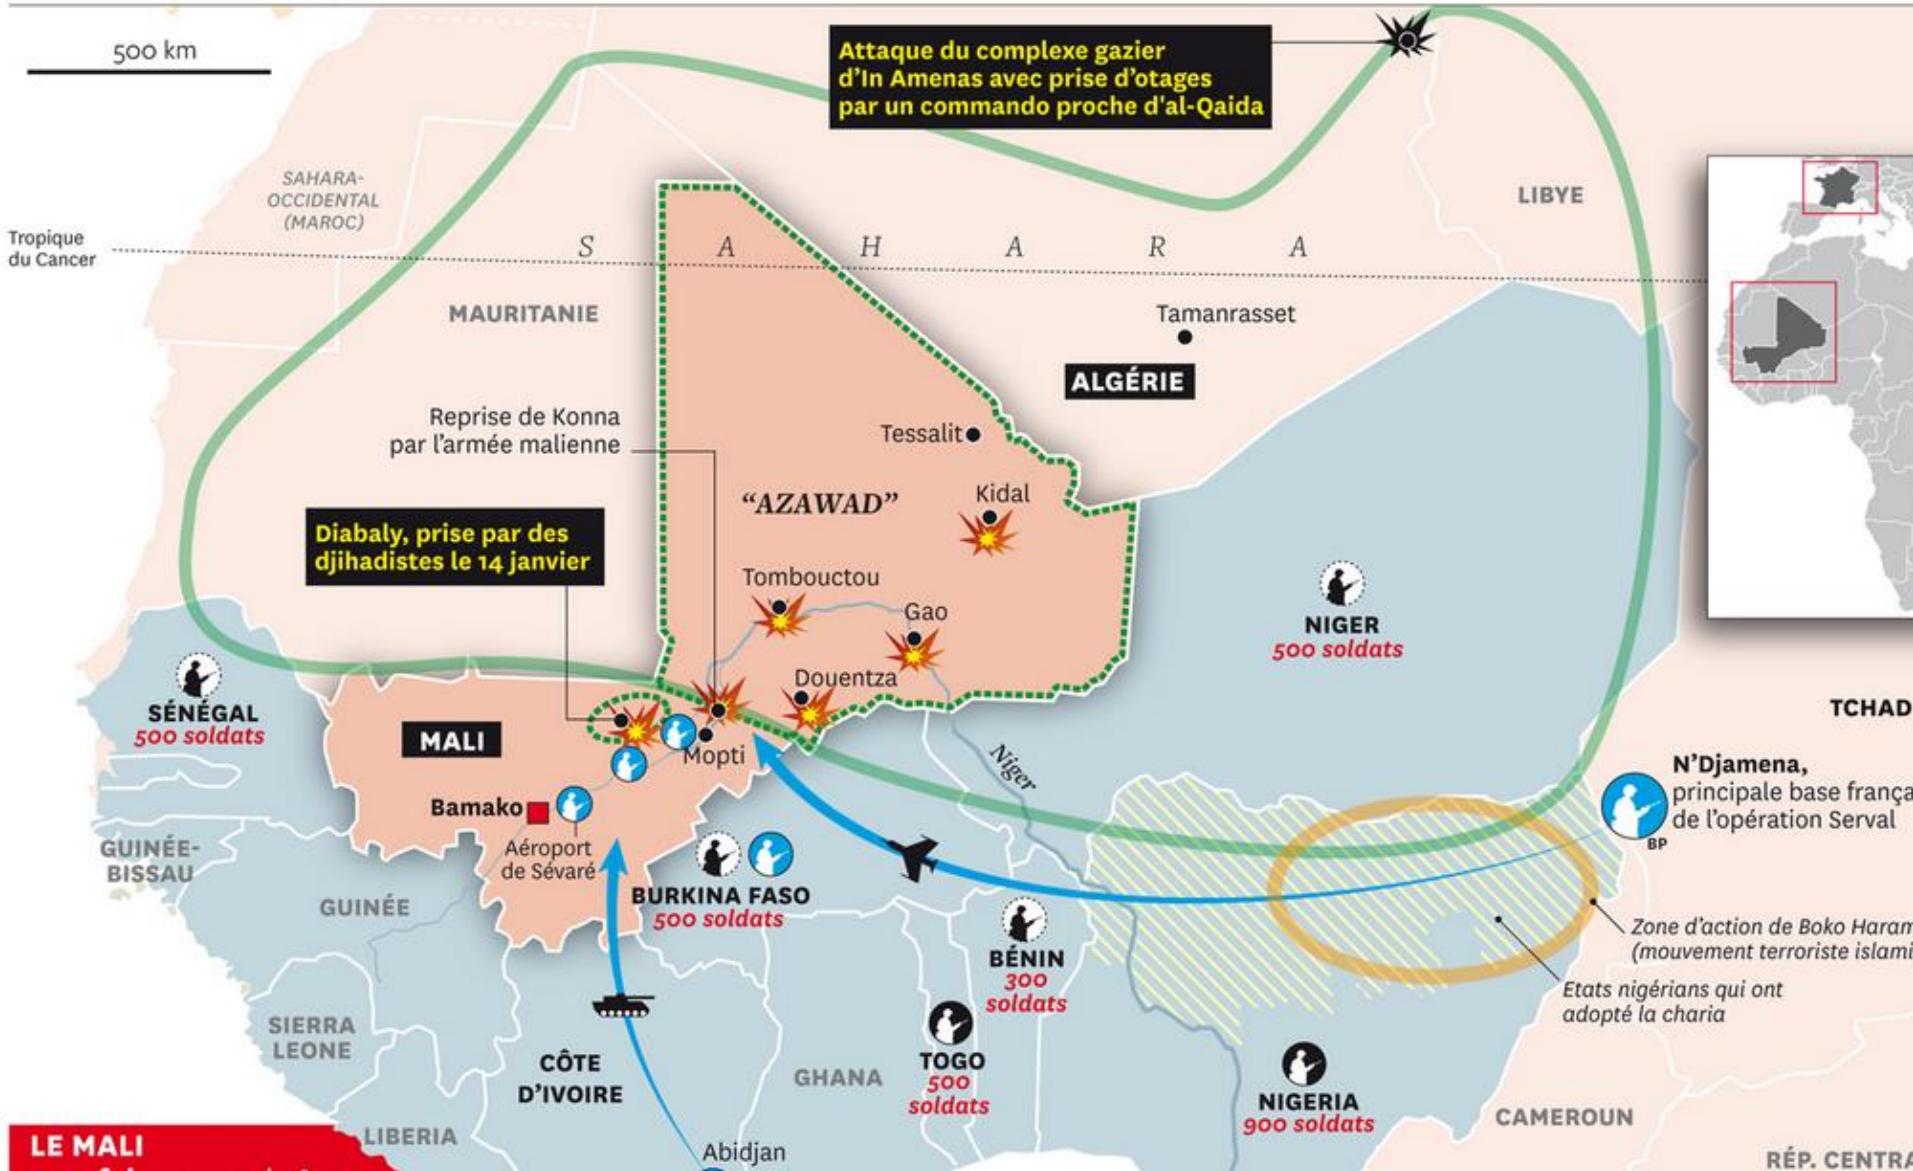 500 km
Attaque du complexe gazier
d'In Amenas avec prise d'otages
par un commando proche d'al-Qaida
SAHARA-
OCCIDENTAL
(MAROC)
LIBYE
Tropique
du Cancer
S A H A R A
MAURITANIE
Tamanrasset
ALGÉRIE
Reprise de Konna
par l'armée malienne
Tessalit
"AZAWAD"
Kidal
Diabaly, prise par des
djihadistes le 14 janvier
Tombouctou
Gao
NIGER
500 soldats
Douentza
SÉNÉGAL
500 soldats
MALI
Mopti
TCHAD
Niger
N'Djamena,
principale base frança
de l'opération Serval
BP
Bamako
Aéroport
de Sévaré
GUINÉE-
BISSAU
GUINÉE
BURKINA FASO
500 soldats
BÉNIN
300
soldats
Zone d'action de Boko Haram
(mouvement terroriste islami
Etats nigérians qui ont
adopté la charia
SIERRA
LEONE
CÔTE
D'IVOIRE
GHANA
TOGO
500
soldats
NIGERIA
900 soldats
CAMEROUN
LE MALI
LIBERIA
Abidjan
RÉP. CENTRA